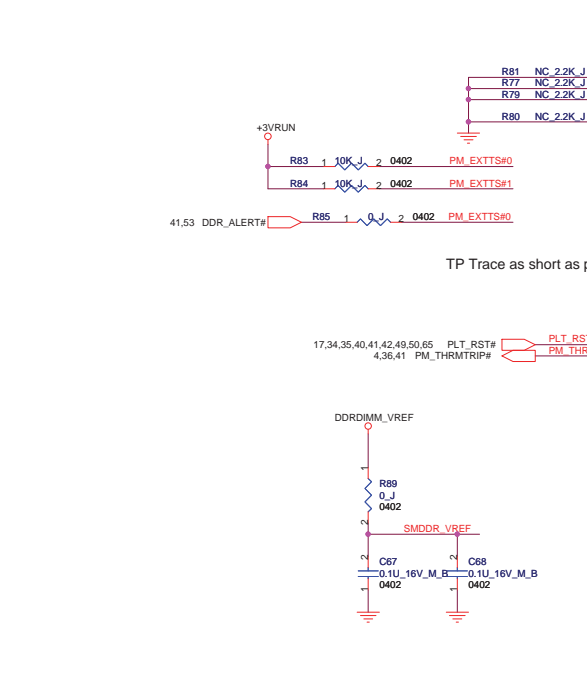 R81 NC_2.2K_J
R77 NC_2.2K_J
R79 NC_2.2K_J
R80 NC_2.2K_J
+3VRUN
R83 1 10K_J 2 0402 PM_EXTTS#0
R84 1 10K_J 2 0402 PM_EXTTS#1
41,53 DDR_ALERT# R85 1 0_J 2 0402 PM_EXTTS#0
TP Trace as short as p
17,34,35,40,41,42,49,50,65 PLT_RST# PLT_RST
4,36,41 PM_THRMTRIP# PM_THR
DDRDIMM_VREF
1
R89
0_J
0402
2
SMDDR_VREF
2 C67 2 C68
0.1U_16V_M_B 0.1U_16V_M_B
1 0402 1 0402